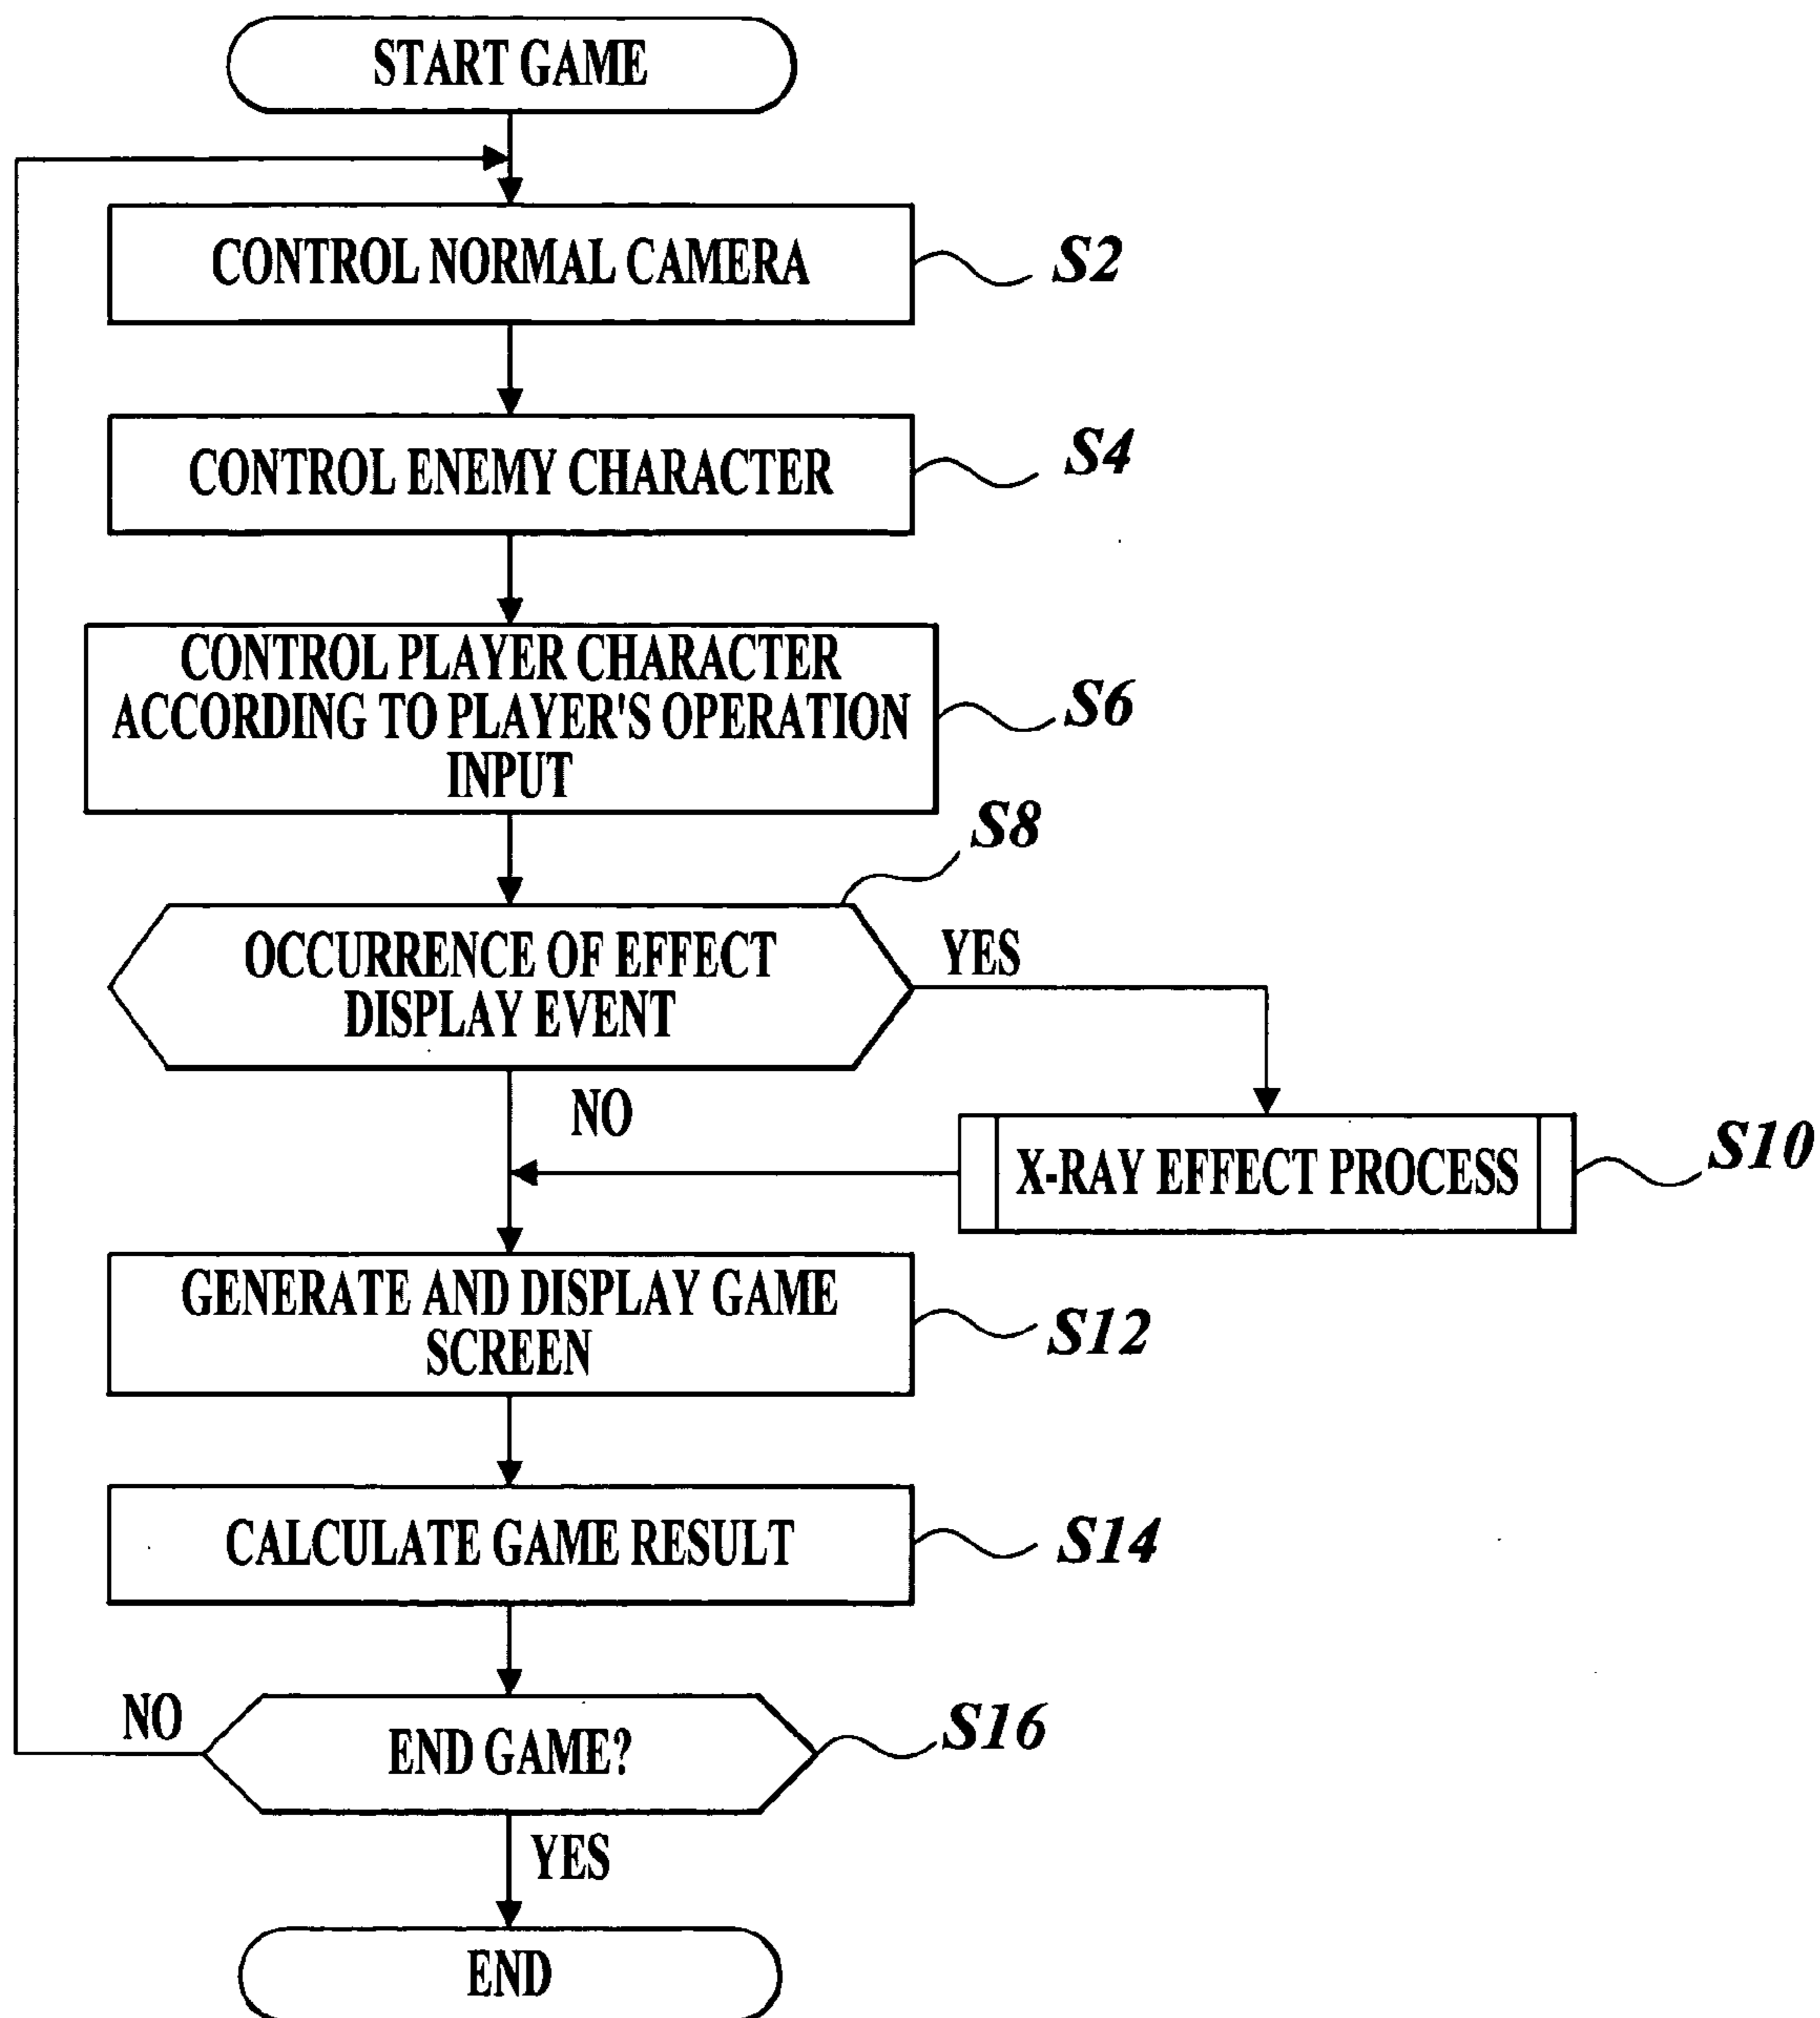 START GAME
CONTROL NORMAL CAMERA
S2
CONTROL ENEMY CHARACTER
S4
CONTROL PLAYER CHARACTER
ACCORDING TO PLAYER'S OPERATION
INPUT
S6
S8
OCCURRENCE OF EFFECT
DISPLAY EVENT
YES
NO
X-RAY EFFECT PROCESS
S10
GENERATE AND DISPLAY GAME
SCREEN
S12
CALCULATE GAME RESULT
S14
NO
END GAME?
S16
YES
END